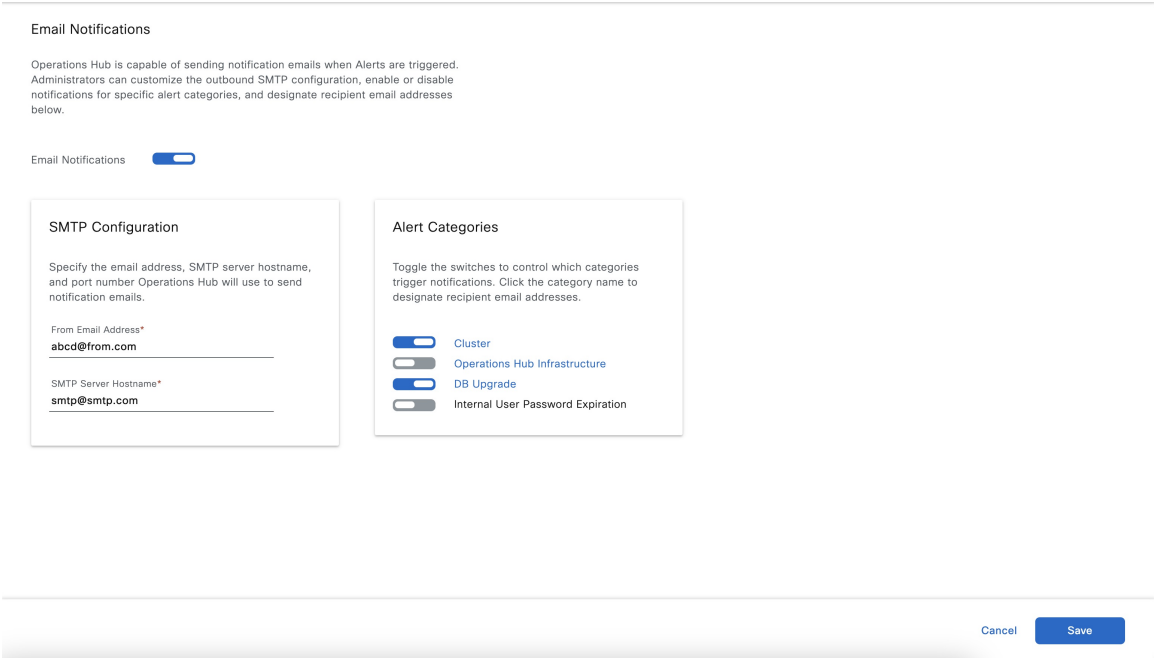 Email Notifications
Operations Hub is capable of sending notification emails when Alerts are triggered.
Administrators can customize the outbound SMTP configuration, enable or disable
notifications for specific alert categories, and designate recipient email addresses
below.
Email Notifications
SMTP Configuration
Specify the email address, SMTP server hostname,
and port number Operations Hub will use to send
notification emails.
From Email Address*
abcd@from.com
SMTP Server Hostname*
smtp@smtp.com
Alert Categories
Toggle the switches to control which categories
trigger notifications. Click the category name to
designate recipient email addresses.
Cluster
Operations Hub Infrastructure
DB Upgrade
Internal User Password Expiration
Cancel
Save